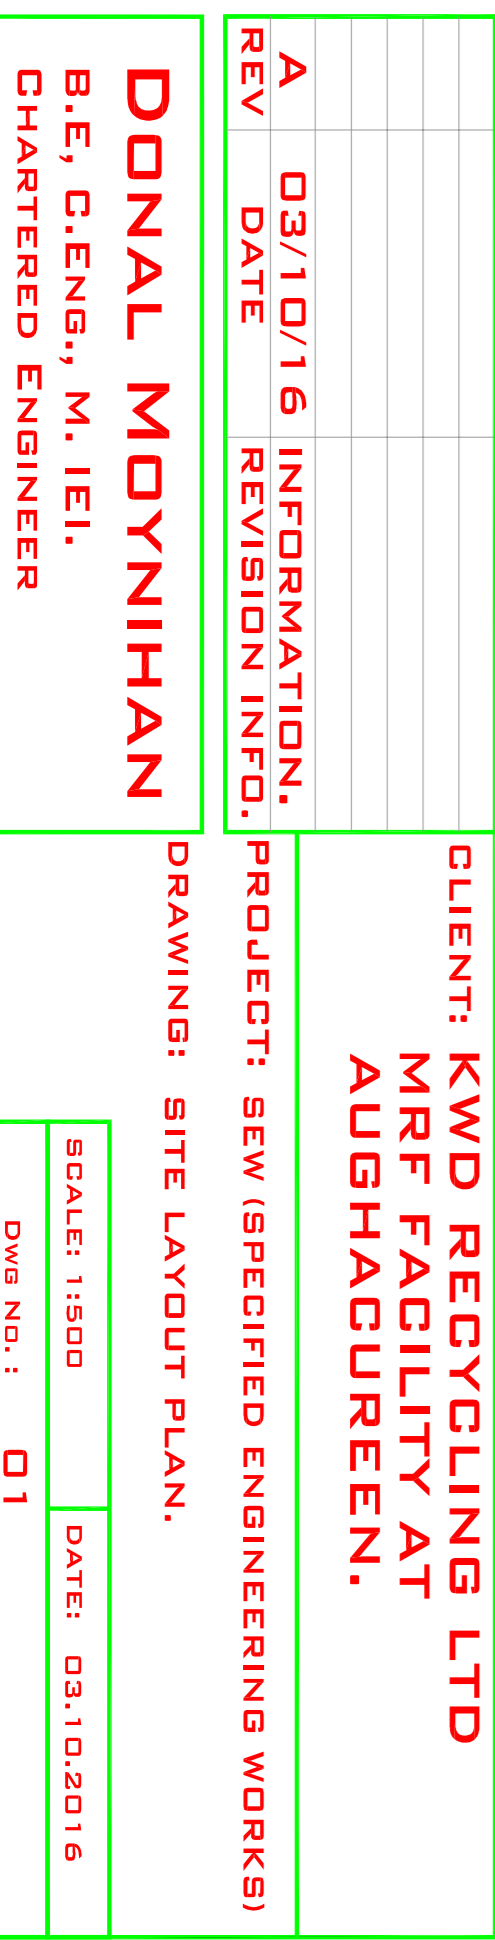 CLIENT: KWD RECYCLING LTD
MRF FACILITY AT
AUGHACUREEN.
PROJECT: SEW (SPECIFIED ENGINEERING WORKS)
DRAWING: SITE LAYOUT PLAN.
SCALE: 1:500 DATE: 03.10.2016
DWG NO. : 01
A 03/10/16 INFORMATION.
REV DATE REVISION INFO.
DONAL MOYNIHAN
B.E, C.ENG., M. IEI.
CHARTERED ENGINEER